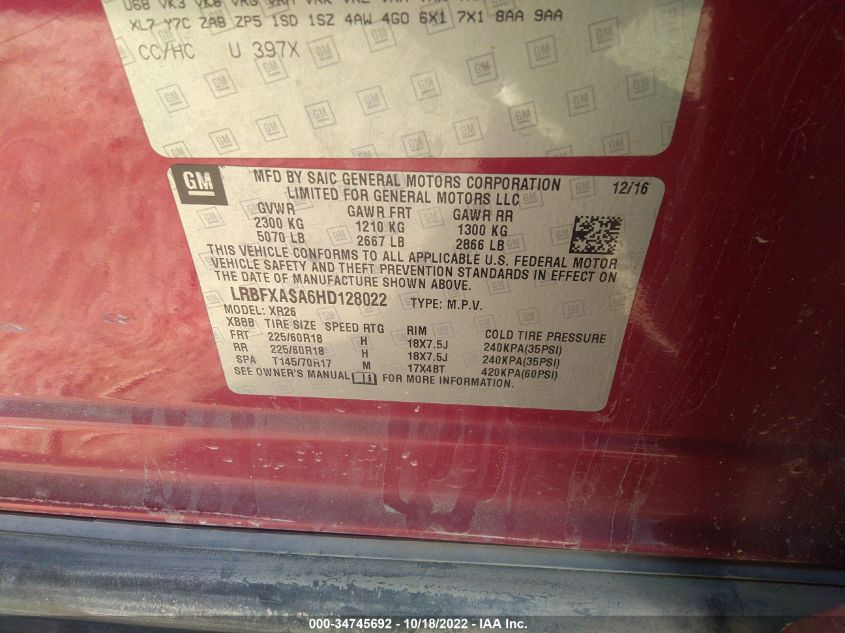 XL7 Y7C 2AB ZP5 1SD 1SZ 4AW 4G0 6X1 7X1 8AA 9AA
CC/HC U 397X
GM
MFD BY SAIC GENERAL MOTORS CORPORATION
LIMITED FOR GENERAL MOTORS LLC
12/16
GVWR GAWR FRT GAWR RR
2300 KG 1210 KG 1300 KG
5070 LB 2667 LB 2866 LB
THIS VEHICLE CONFORMS TO ALL APPLICABLE U.S. FEDERAL MOTOR
VEHICLE SAFETY AND THEFT PREVENTION STANDARDS IN EFFECT ON
THE DATE OF MANUFACTURE SHOWN ABOVE.
LRBFXASA6HD128022 TYPE: M.P.V.
MODEL: XR26
XBBB TIRE SIZE SPEED RTG RIM COLD TIRE PRESSURE
FRT 225/60R18 H 18X7.5J 240KPA(35PSI)
RR 225/60R18 H 18X7.5J 240KPA(35PSI)
SPA T145/70R17 M 17X4BT 420KPA(60PSI)
SEE OWNER'S MANUAL FOR MORE INFORMATION.
000-34745692 - 10/18/2022 - IAA Inc.